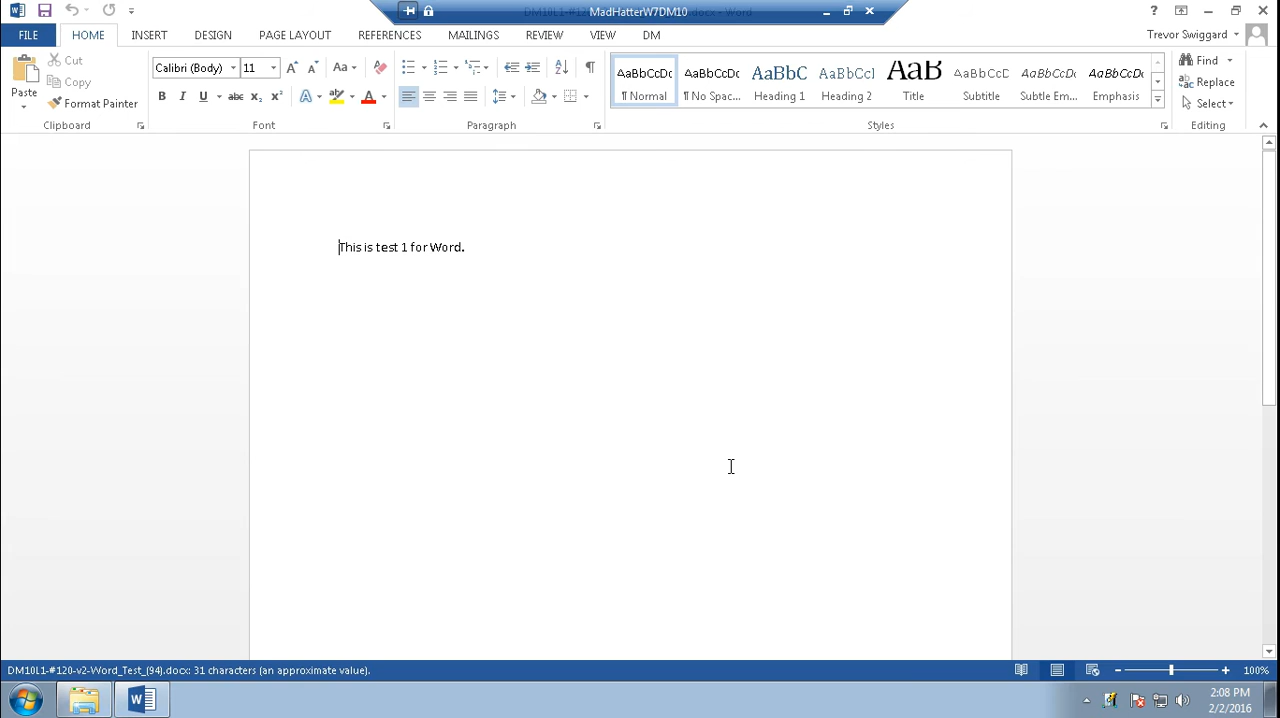 MadHatterW7DM10
FILE HOME INSERT DESIGN PAGE LAYOUT REFERENCES MAILINGS REVIEW VIEW DM
Trevor Swiggard
Paste
Cut
Copy
Format Painter
Clipboard
Calibri (Body) 11
Font
Paragraph
AaBbCcDc AaBbCcDc AaBbC AaBbCcI AaB AaBbCcD AaBbCcDc AaBbCcDc
¶ Normal ¶ No Spac... Heading 1 Heading 2 Title Subtitle Subtle Em... Emphasis
Styles
Find
Replace
Select
Editing
This is test 1 for Word.
DM10L1-#120-v2-Word_Test_(94).docx: 31 characters (an approximate value).
100%
2:08 PM
2/2/2016